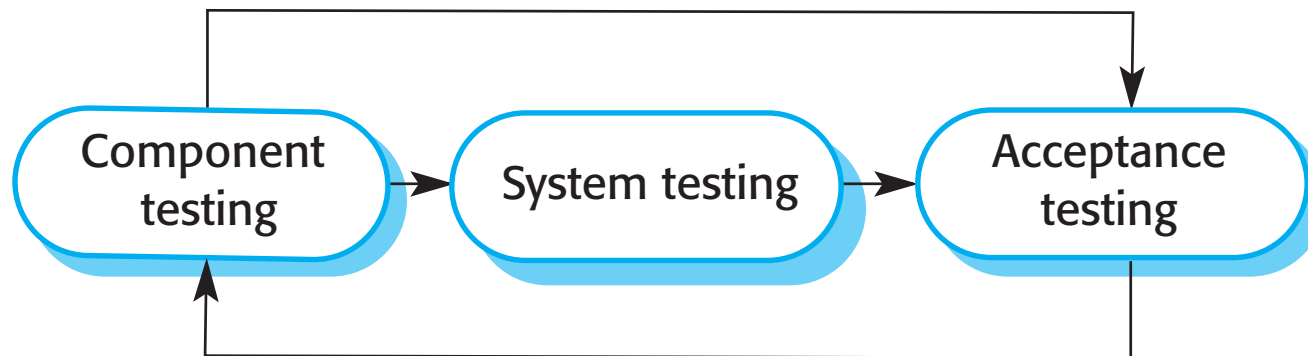 Component
testing
System testing
Acceptance
testing